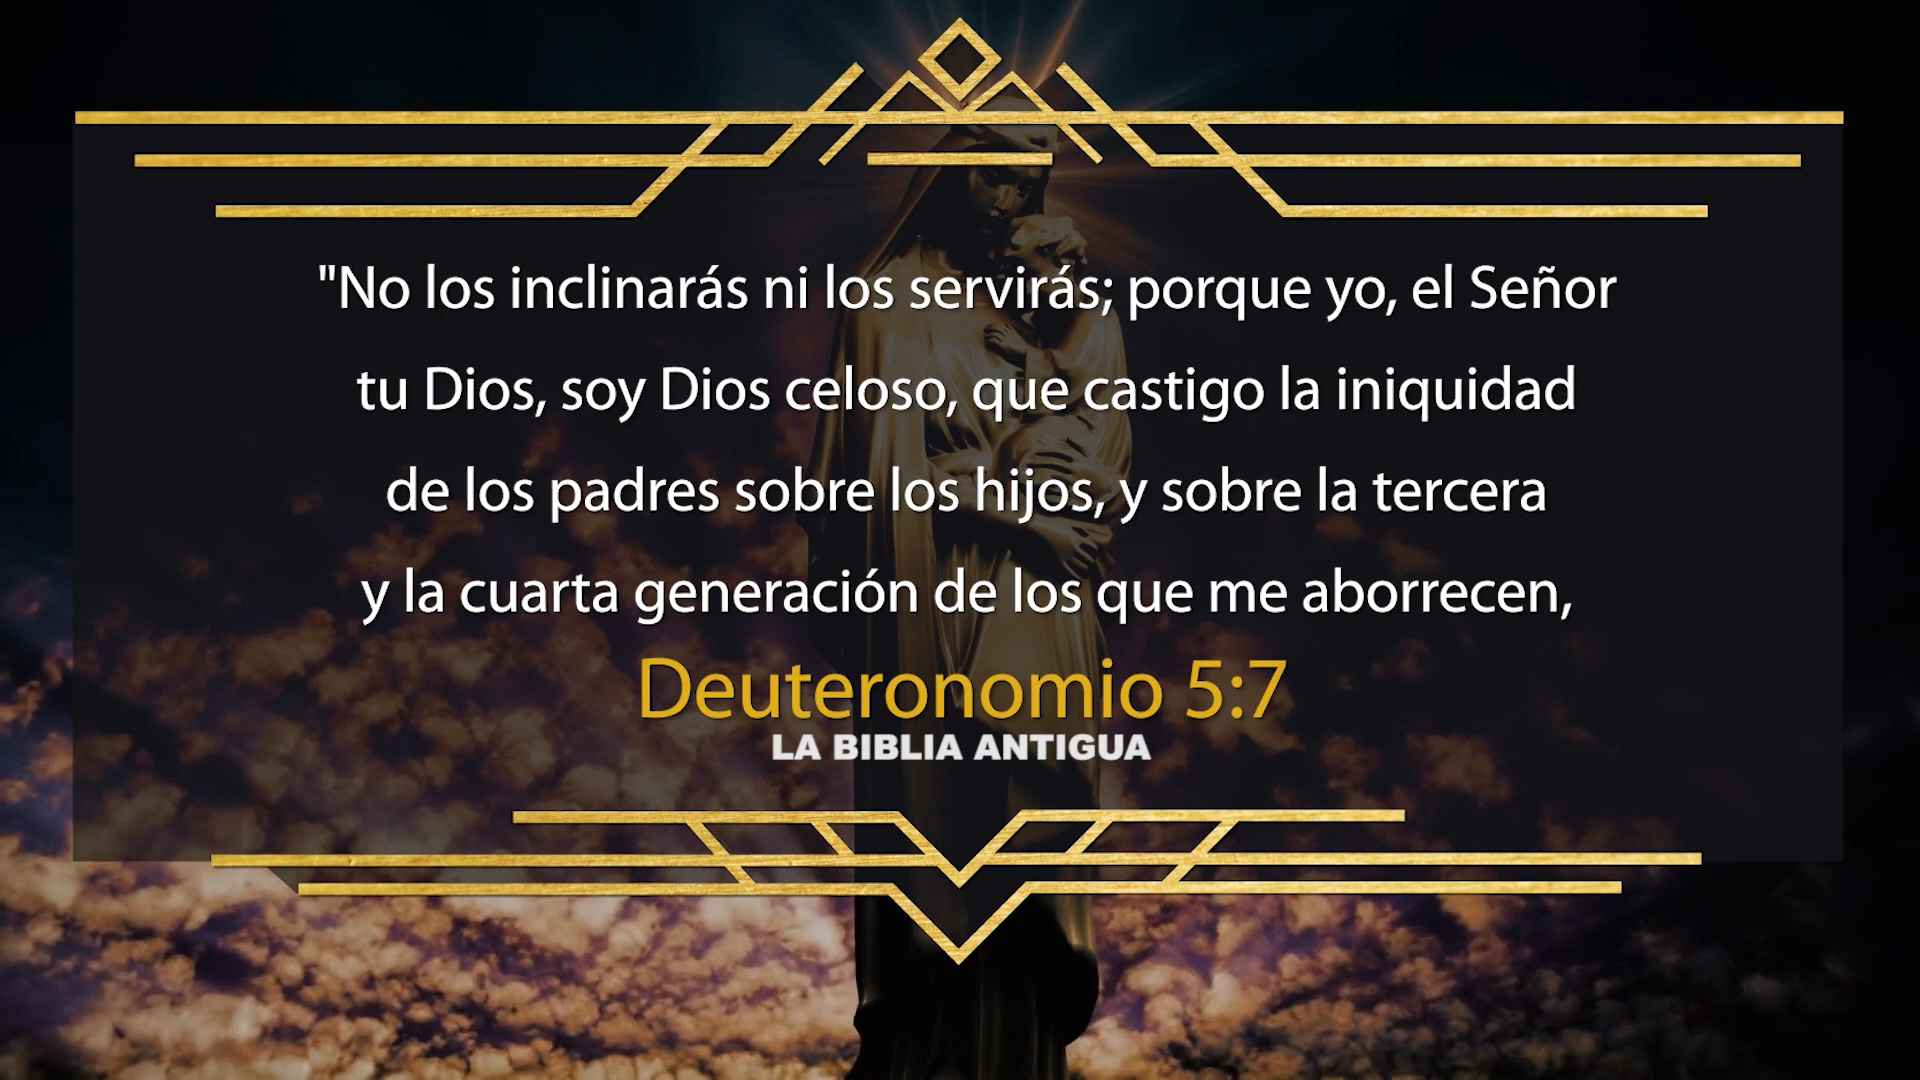 "No los inclinarás ni los servirás; porque yo, el Señor
tu Dios, soy Dios celoso, que castigo la iniquidad
de los padres sobre los hijos, y sobre la tercera
y la cuarta generación de los que me aborrecen,
Deuteronomio 5:7
LA BIBLIA ANTIGUA